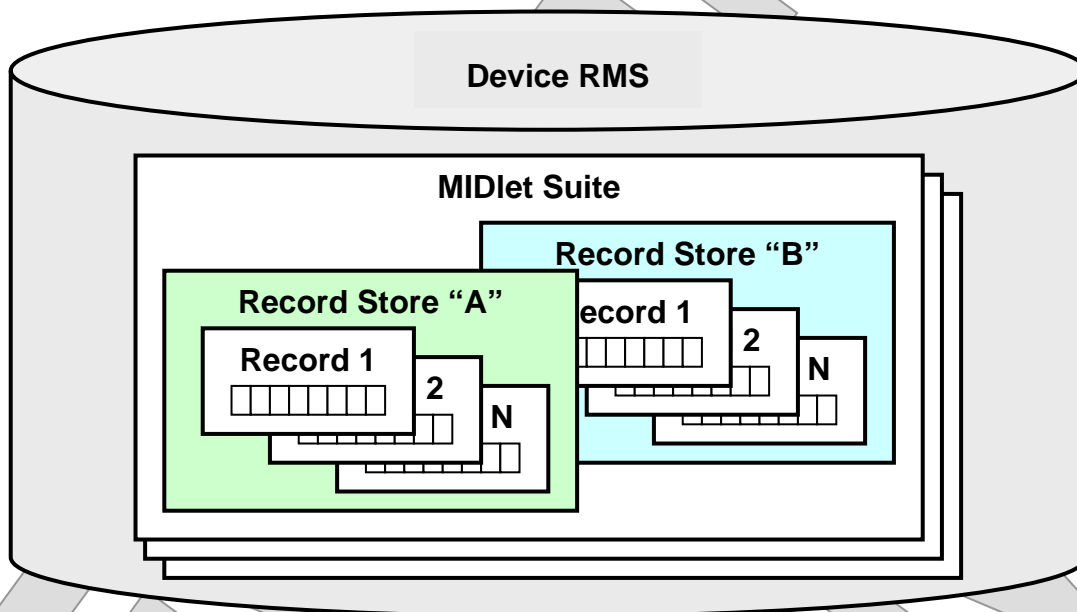 Device RMS
MIDlet Suite
Record Store “B”
Record Store “A”
ecord 1
2
N
Record 1
2
N